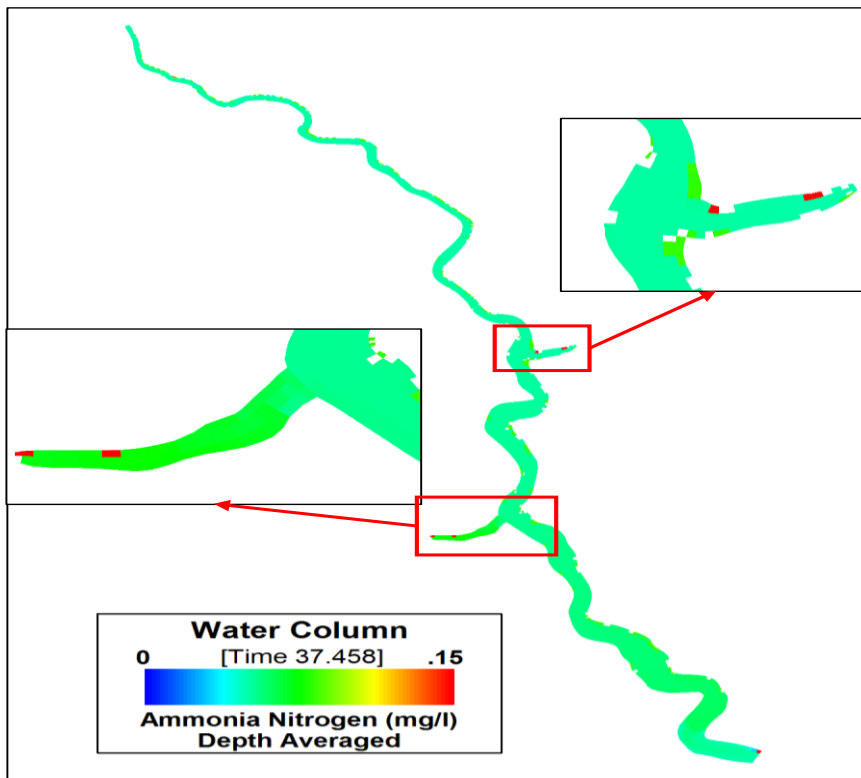 Water Column
0 [Time 37.458] .15
Ammonia Nitrogen (mg/l)
Depth Averaged